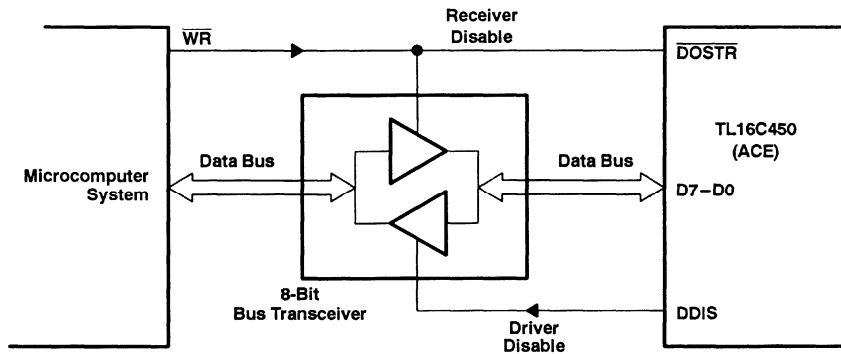 Receiver
Disable
WR
DOSTR
TL16C450
(ACE)
Data Bus
Data Bus
Microcomputer
System
D7–D0
8-Bit
Bus Transceiver
DDIS
Driver
Disable